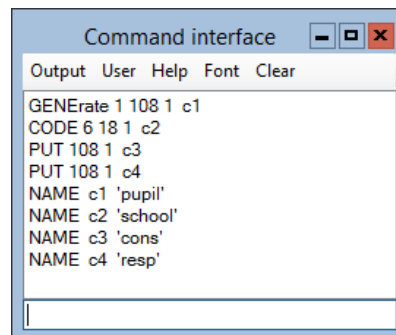 Command interface
Output User Help Font Clear
GENErate 1 108 1 c1
CODE 6 18 1 c2
PUT 108 1 c3
PUT 108 1 c4
NAME c1 'pupil'
NAME c2 'school'
NAME c3 'cons'
NAME c4 'resp'